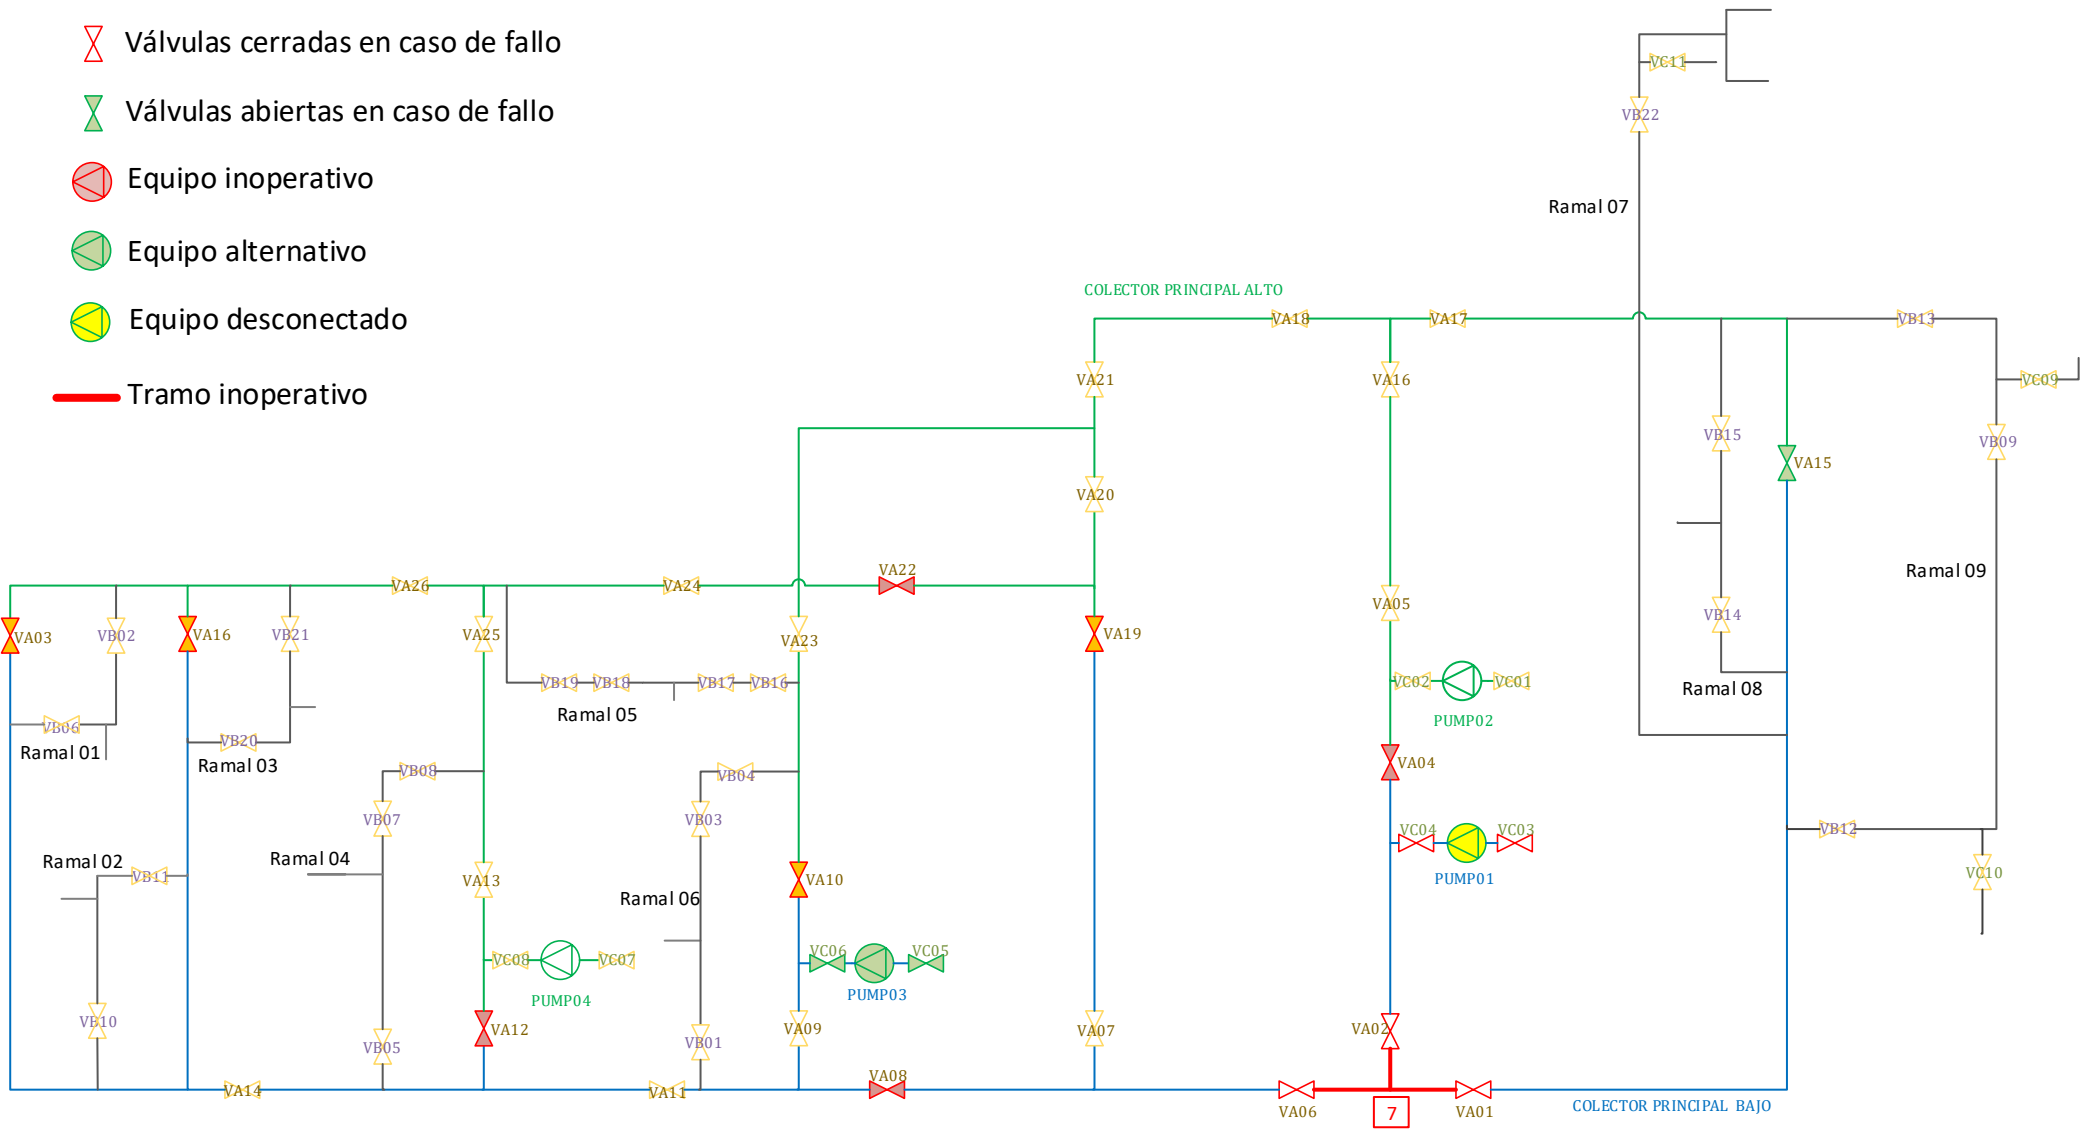 Válvulas cerradas en caso de fallo
Válvulas abiertas en caso de fallo
Equipo inoperativo
Equipo alternativo
Equipo desconectado
Tramo inoperativo
VC11
VB22
Ramal 07
COLECTOR PRINCIPAL ALTO
VA18
VA17
VB13
VA21
VA16
VC09
VB15
VB09
VA15
VA20
VA22
VA26
VA24
Ramal 09
VA05
VB14
VA03
VB02
VA16
VB21
VA25
VA23
VA19
VB19
VB18
VB17
VB16
VC02
VC01
Ramal 08
Ramal 05
PUMP02
VB06
Ramal 01
VB20
Ramal 03
VB08
VB04
VA04
VB07
VB03
VC04
VC03
VB12
Ramal 02
Ramal 04
VB11
VA13
Ramal 06
VA10
PUMP01
VC10
VC08
VC07
VC06
VC05
PUMP04
PUMP03
VB10
VB05
VA12
VB01
VA09
VA07
VA02
VA08
VA14
VA11
VA06
7
VA01
COLECTOR PRINCIPAL BAJO